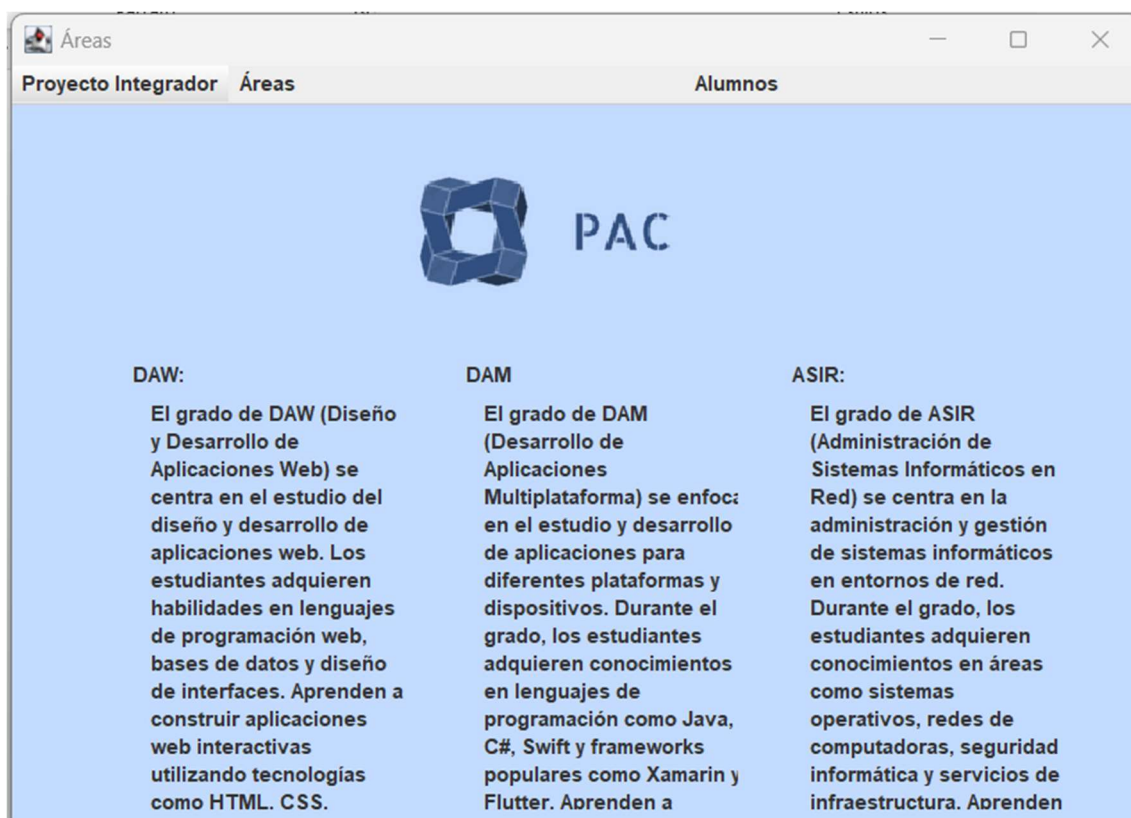 Áreas
Proyecto Integrador Áreas Alumnos
PAC
DAW:
El grado de DAW (Diseño
y Desarrollo de
Aplicaciones Web) se
centra en el estudio del
diseño y desarrollo de
aplicaciones web. Los
estudiantes adquieren
habilidades en lenguajes
de programación web,
bases de datos y diseño
de interfaces. Aprenden a
construir aplicaciones
web interactivas
utilizando tecnologías
como HTML. CSS.
DAM
El grado de DAM
(Desarrollo de
Aplicaciones
Multiplataforma) se enfoca
en el estudio y desarrollo
de aplicaciones para
diferentes plataformas y
dispositivos. Durante el
grado, los estudiantes
adquieren conocimientos
en lenguajes de
programación como Java,
C#, Swift y frameworks
populares como Xamarin y
Flutter. Aprenden a
ASIR:
El grado de ASIR
(Administración de
Sistemas Informáticos en
Red) se centra en la
administración y gestión
de sistemas informáticos
en entornos de red.
Durante el grado, los
estudiantes adquieren
conocimientos en áreas
como sistemas
operativos, redes de
computadoras, seguridad
informática y servicios de
infraestructura. Aprenden